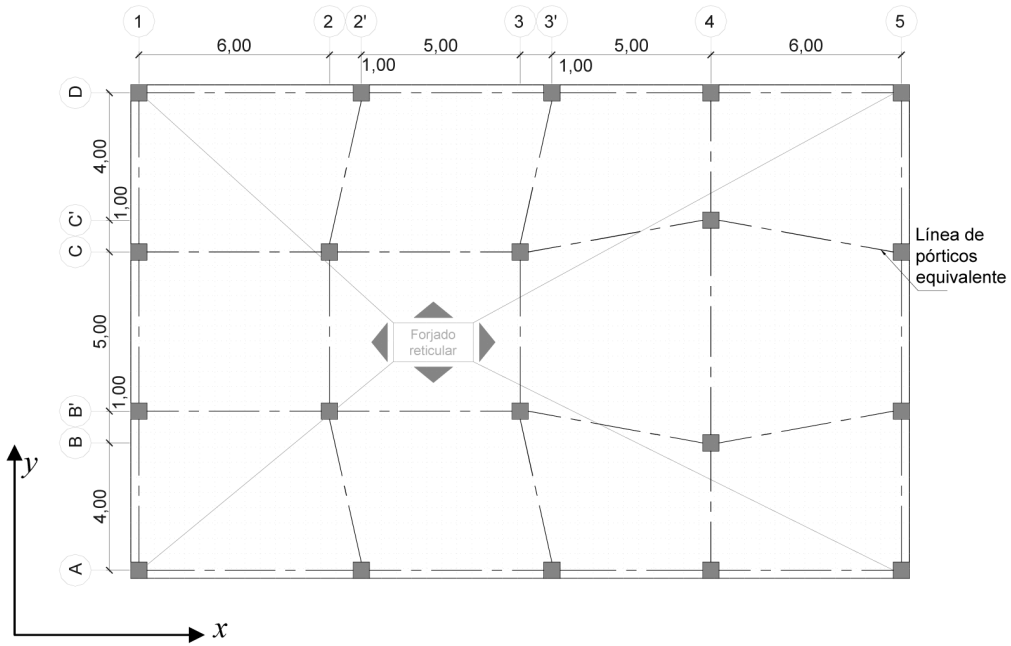 1 2 2' 3 3' 4 5
6,00 5,00 5,00 6,00
1,00 1,00
D
4,00
1,00
C'
C
Línea de
pórticos
equivalente
5,00
Forjado
reticular
1,00
B'
B
y
4,00
A
x